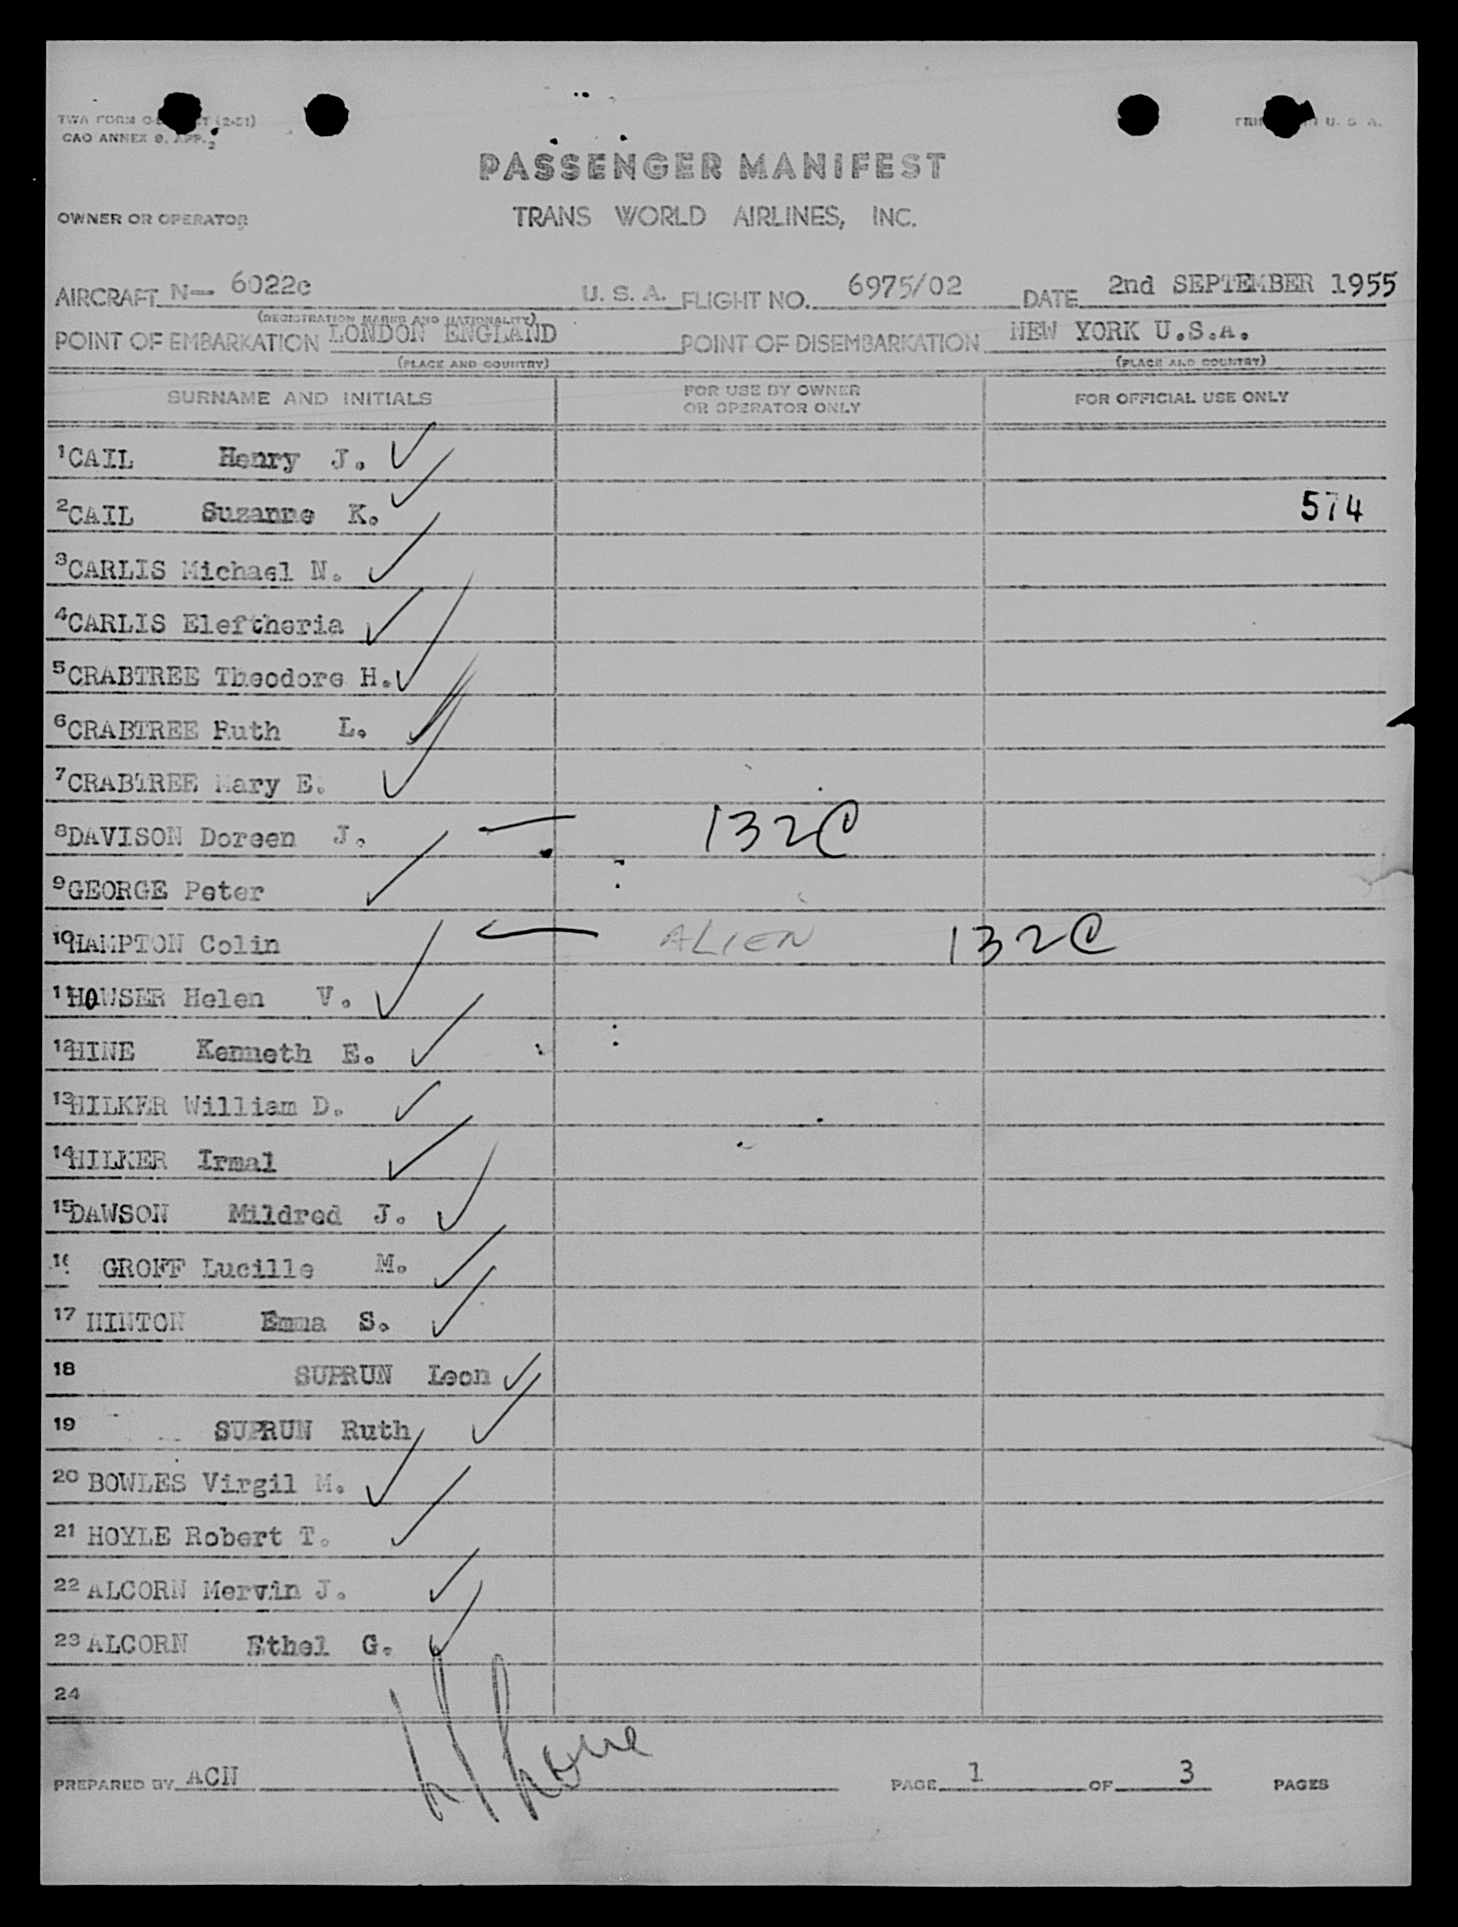 TWA FORM
CAO ANNEX 9, APP. 2
PRINTED IN U. S. A.
PASSENGER MANIFEST
OWNER OR OPERATOR TRANS WORLD AIRLINES, INC.
AIRCRAFT N— 6022c U. S. A. FLIGHT NO. 6975/02 DATE 2nd SEPTEMBER 1955
(REGISTRATION MARKS AND NATIONALITY)
POINT OF EMBARKATION LONDON ENGLAND POINT OF DISEMBARKATION NEW YORK U.S.A.
(PLACE AND COUNTRY) (PLACE AND COUNTRY)
SURNAME AND INITIALS FOR USE BY OWNER OR OPERATOR ONLY FOR OFFICIAL USE ONLY
1 CAIL Henry J. ✓
2 CAIL Suzanne K. ✓ 574
3 CARLIS Michael N. ✓
4 CARLIS Eleftheria ✓
5 CRABTREE Theodore H. ✓
6 CRABTREE Ruth L. ✓
7 CRABTREE Mary E. ✓
8 DAVISON Doreen J. — 132C
9 GEORGE Peter ✓
10 HAMPTON Colin ← ALIEN 132C
11 HOWSER Helen V. ✓
12 HINE Kenneth E. ✓
13 HILKER William D. ✓
14 HILKER Irmal ✓
15 DAWSON Mildred J. ✓
16 GROFF Lucille M. ✓
17 HINTON Emma S. ✓
18 SUPRUN Leon ✓
19 SUPRUN Ruth ✓
20 BOWLES Virgil M. ✓
21 HOYLE Robert T. ✓
22 ALCORN Mervin J. ✓
23 ALCORN Ethel G. ✓
24
PREPARED BY ACN PAGE 1 OF 3 PAGES